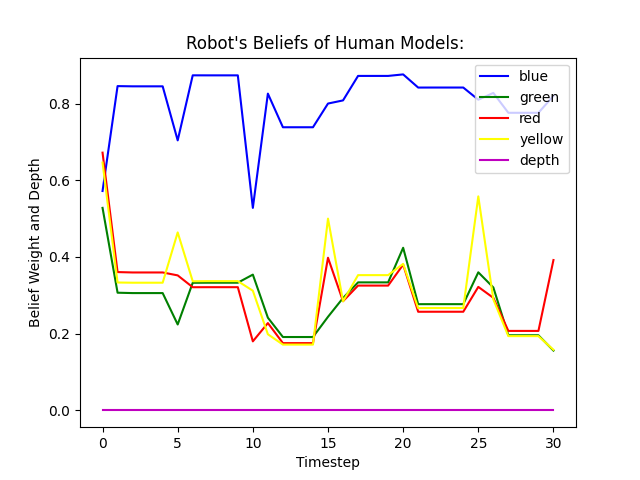 Robot's Beliefs of Human Models:
blue
green
red
yellow
depth
Belief Weight and Depth
0.8
0.6
0.4
0.2
0.0
0 5 10 15 20 25 30
Timestep